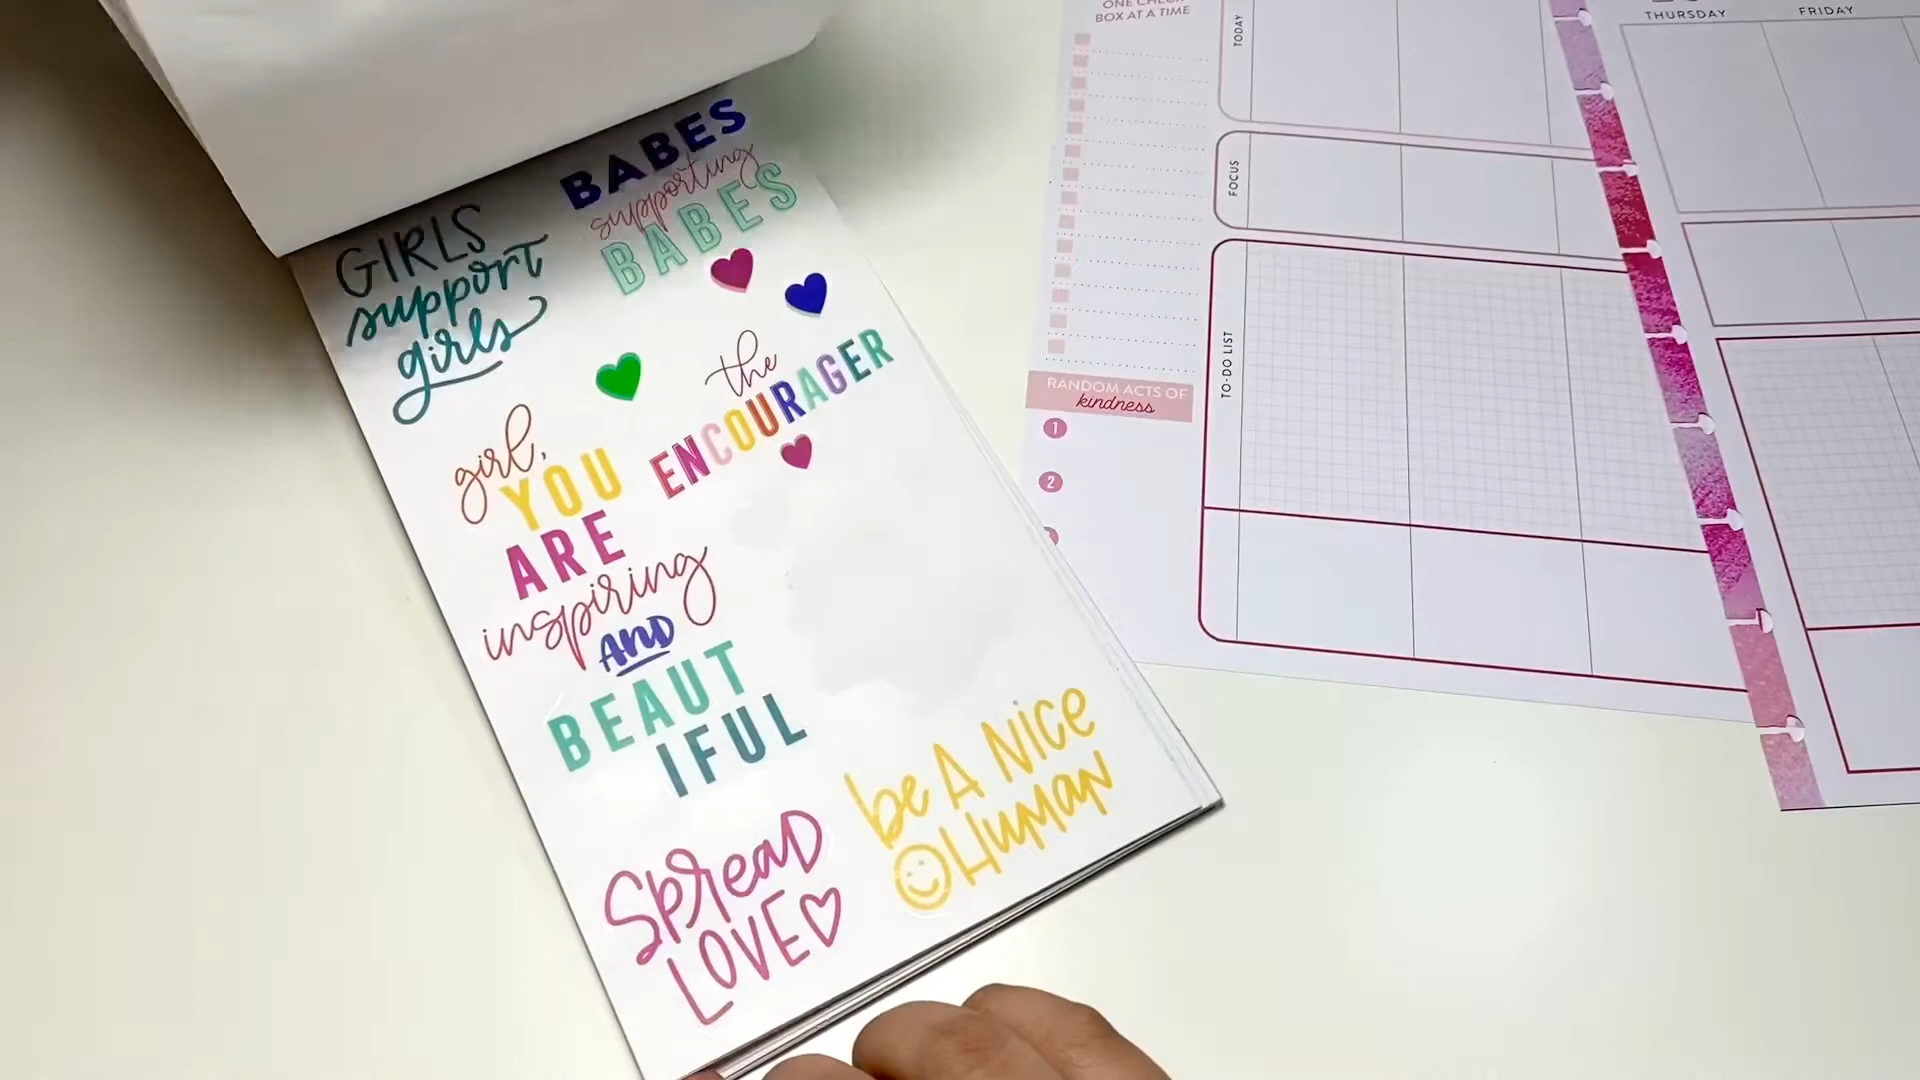 BABES
supporting
BABES
GIRLS
support
girls
the
ENCOURAGER
girl,
YOU
ARE
inspiring
AND
BEAUT
IFUL
SpreaD
LOVE
be A NICE
HUMAN
BOX AT A TIME
TODAY
FOCUS
TO-DO LIST
RANDOM ACTS OF
kindness
1
2
THURSDAY
FRIDAY